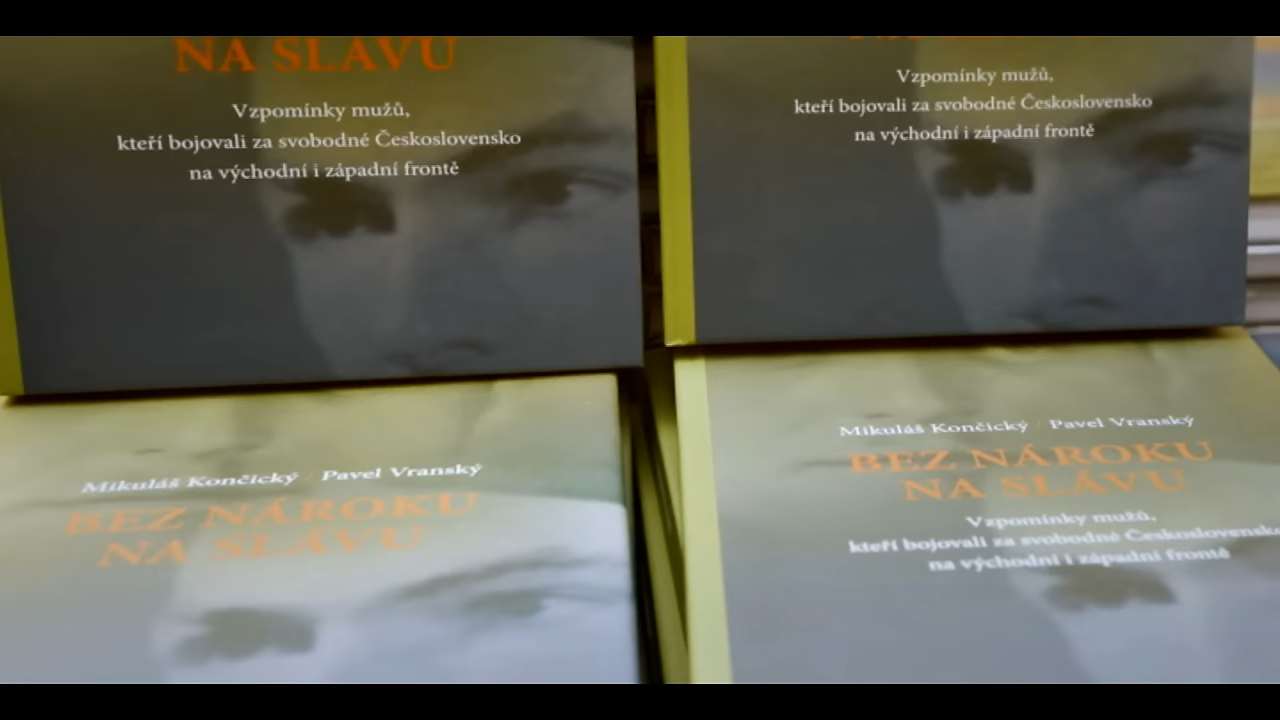 NA SLÁVU
Vzpomínky mužů,
kteří bojovali za svobodné Československo
na východní i západní frontě
Vzpomínky mužů,
kteří bojovali za svobodné Československo
na východní i západní frontě
Mikuláš Končický / Pavel Vranský
BEZ NÁROKU
NA SLÁVU
Mikuláš Končický / Pavel Vranský
BEZ NÁROKU
NA SLÁVU
Vzpomínky mužů,
kteří bojovali za svobodné Československo
na východní i západní frontě